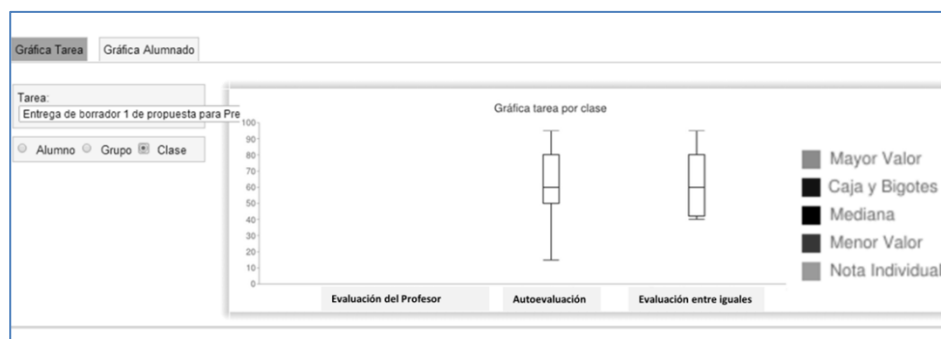 Gráfica Tarea
Gráfica Alumnado
Tarea:
Entrega de borrador 1 de propuesta para Pre
Alumno Grupo Clase
Gráfica tarea por clase
100
90
80
70
60
50
40
30
20
10
0
Evaluación del Profesor
Autoevaluación
Evaluación entre iguales
Mayor Valor
Caja y Bigotes
Mediana
Menor Valor
Nota Individual